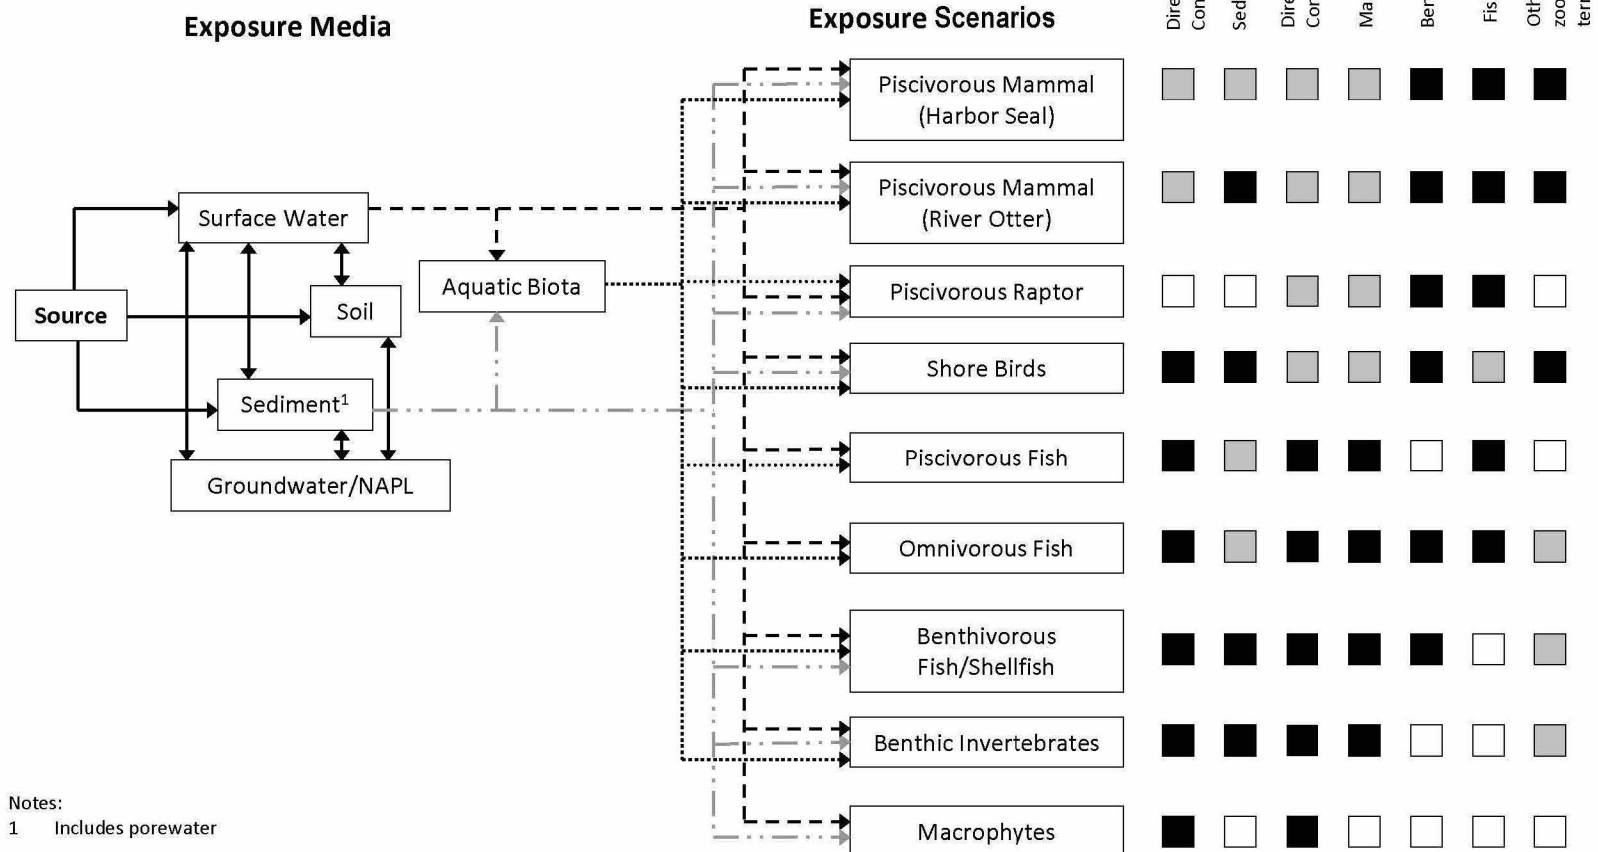 Exposure Media
Exposure Scenarios
Piscivorous Mammal
(Harbor Seal)
Piscivorous Mammal
(River Otter)
Surface Water
Aquatic Biota
Piscivorous Raptor
Source
Soil
Shore Birds
Sediment¹
Piscivorous Fish
Groundwater/NAPL
Omnivorous Fish
Benthivorous
Fish/Shellfish
Benthic Invertebrates
Notes:
1 Includes porewater
Macrophytes